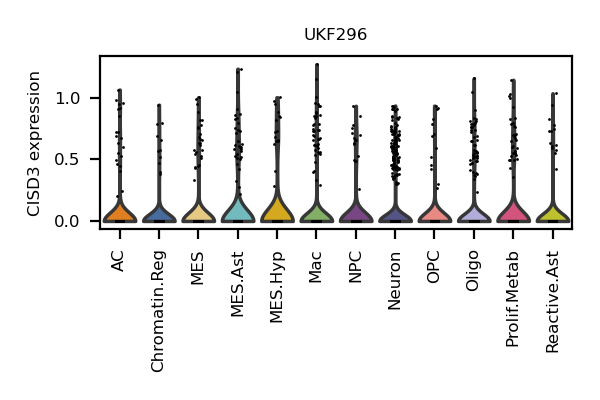 UKF296
CISD3 expression
1.0
0.5
0.0
AC
Chromatin.Reg
MES
MES.Ast
MES.Hyp
Mac
NPC
Neuron
OPC
Oligo
Prolif.Metab
Reactive.Ast